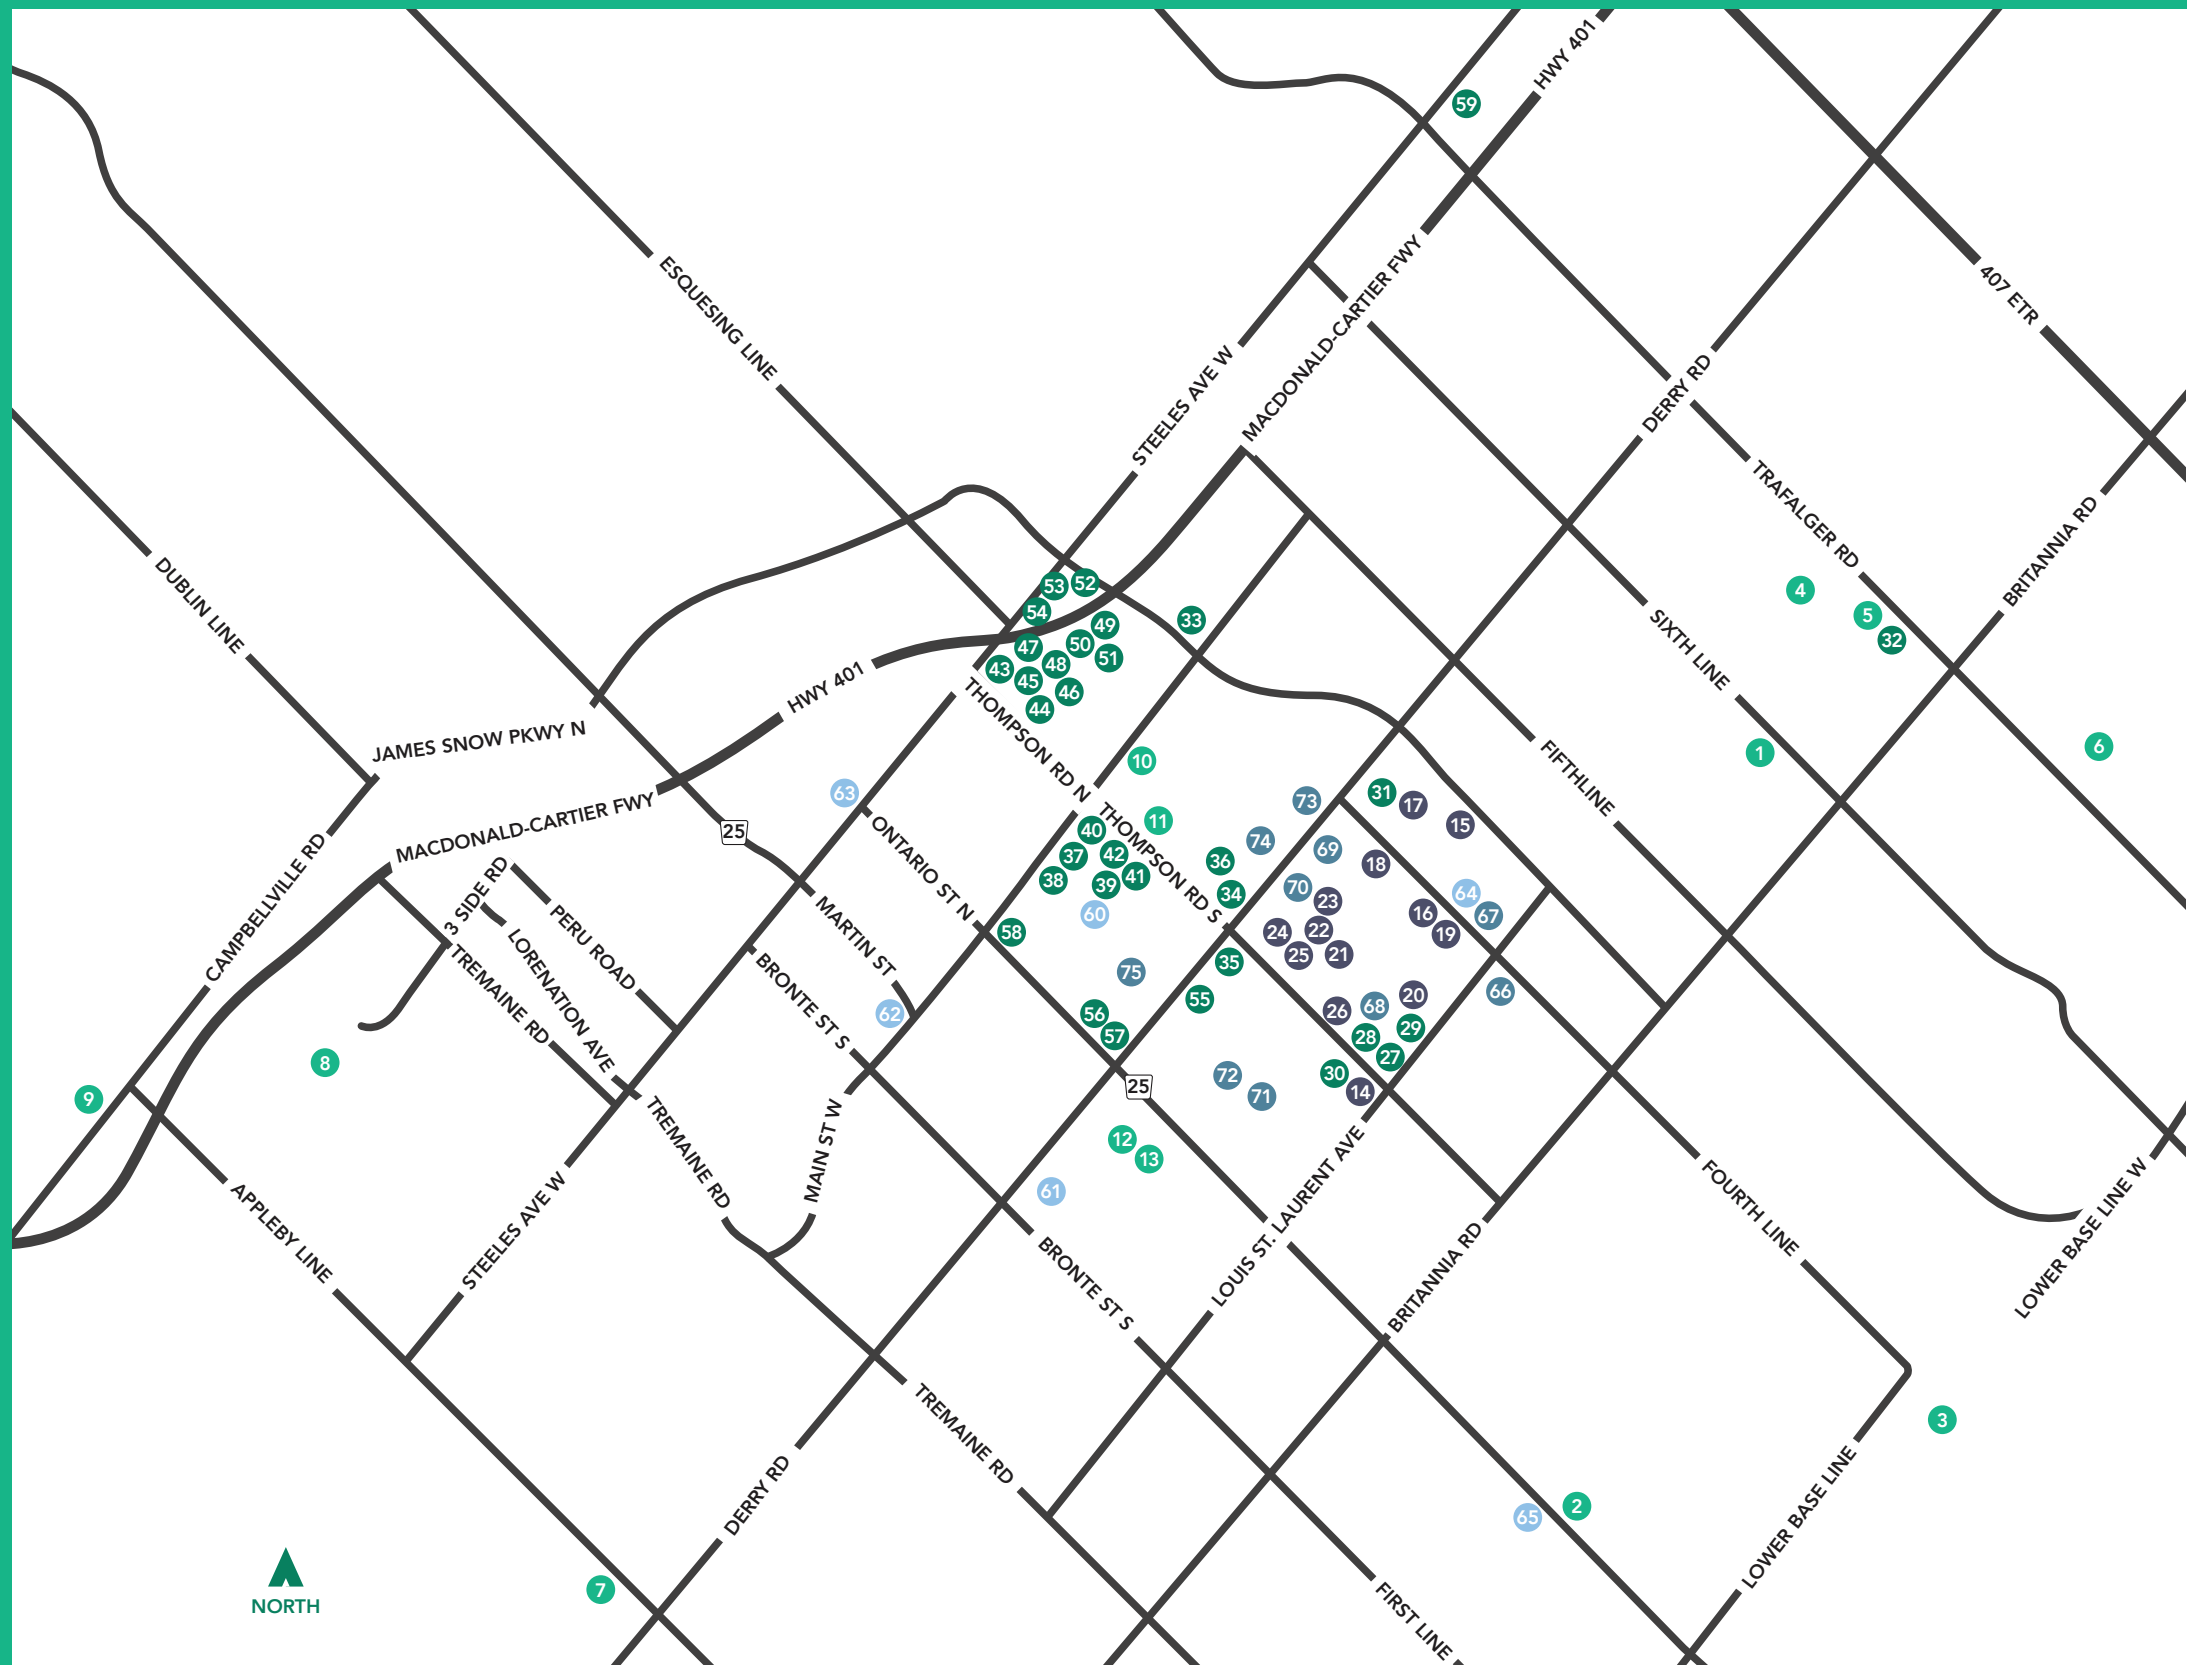 HWY 401
59
ESQUESING LINE
407 ETR
MACDONALD-CARTIER FWY
STEELES AVE W
DERRY RD
TRAFALGER RD
BRITANNIA RD
DUBLIN LINE
53
52
54
4
5
32
33
49
47
50
51
43
48
45
46
44
SIXTH LINE
HWY 401
JAMES SNOW PKWY N
THOMPSON RD N
1
6
10
FIFTHLINE
63
73
31
17
MACDONALD-CARTIER FWY
25
ONTARIO ST N
THOMPSON RD S
11
15
40
74
69
37
42
36
18
38
39
41
34
70
64
23
67
16
60
CAMPBELLVILLE RD
3 SIDE RD
PERU ROAD
MARTIN ST
58
24
22
19
25
21
35
LORENATION AVE
TREMAINE RD
BRONTE ST S
75
66
20
55
68
26
62
56
57
28
29
27
8
9
30
72
71
14
25
TREMAINE RD
MAIN ST W
12
13
61
LOUIS ST. LAURENT AVE
FOURTH LINE
LOWER BASE LINE W
APPLEBY LINE
STEELES AVE W
BRONTE ST S
BRITANNIA RD
TREMAINE RD
3
DERRY RD
LOWER BASE LINE
65
2
7
NORTH
FIRST LINE